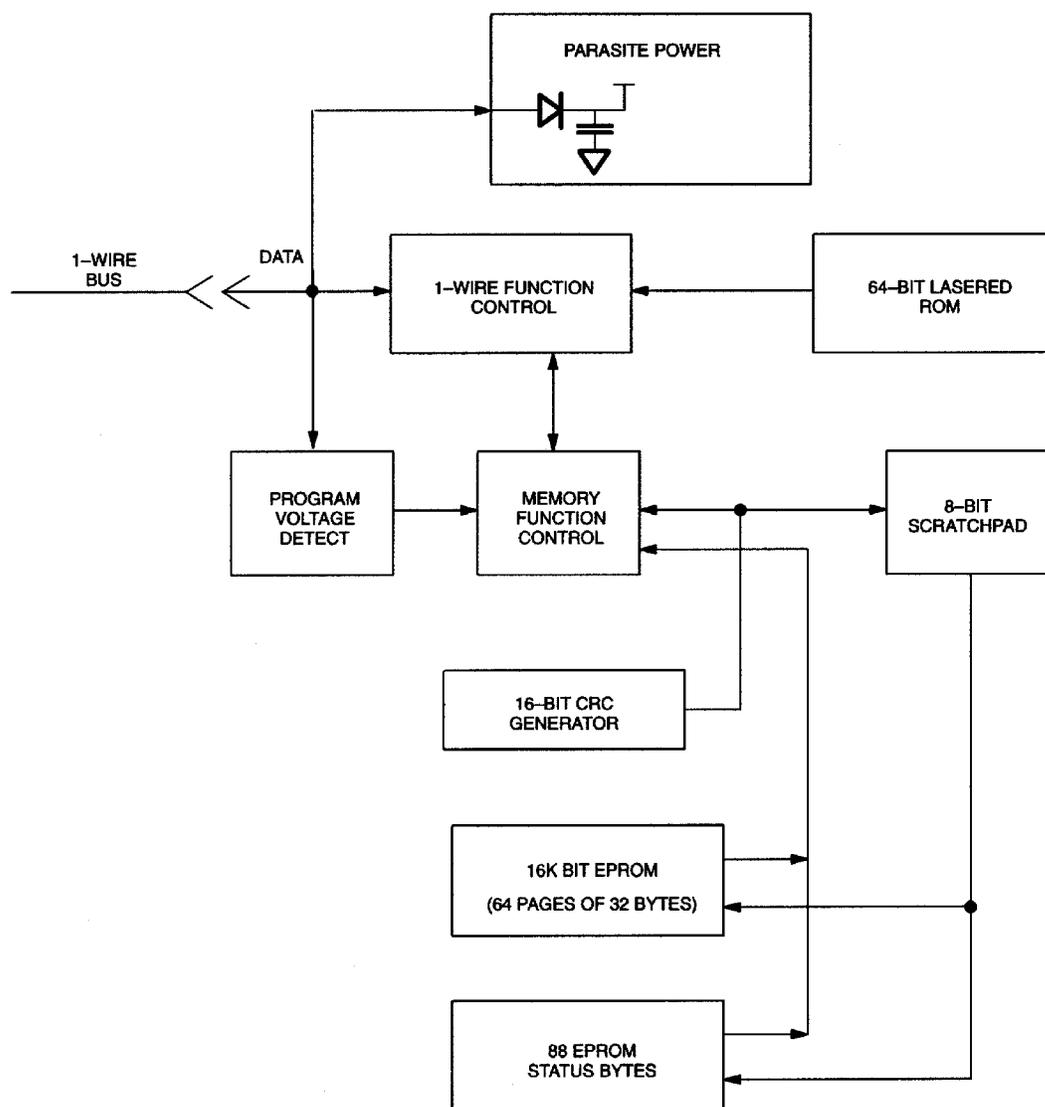 PARASITE POWER
1–WIRE
BUS
DATA
1–WIRE FUNCTION
CONTROL
64–BIT LASERED
ROM
PROGRAM
VOLTAGE
DETECT
MEMORY
FUNCTION
CONTROL
8–BIT
SCRATCHPAD
16–BIT CRC
GENERATOR
16K BIT EPROM
(64 PAGES OF 32 BYTES)
88 EPROM
STATUS BYTES